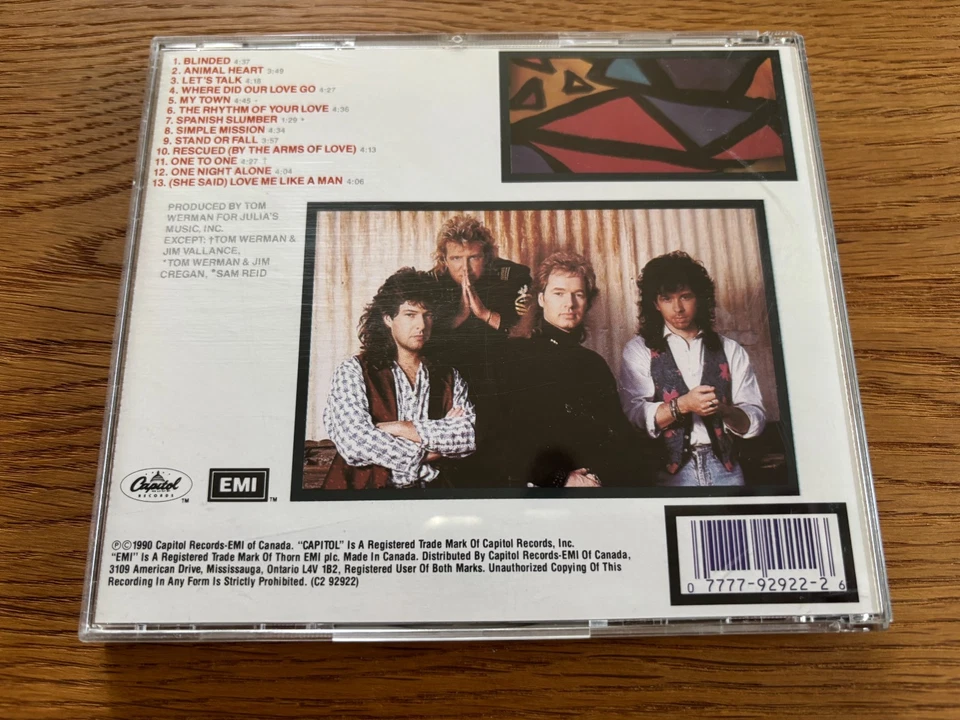 1. BLINDED 4:37
2. ANIMAL HEART 3:49
3. LET'S TALK 4:18
4. WHERE DID OUR LOVE GO 4:27
5. MY TOWN 4:45 *
6. THE RHYTHM OF YOUR LOVE 4:36
7. SPANISH SLUMBER 1:29 +
8. SIMPLE MISSION 4:34
9. STAND OR FALL 3:57
10. RESCUED (BY THE ARMS OF LOVE) 4:13
11. ONE TO ONE 4:27 †
12. ONE NIGHT ALONE 4:04
13. (SHE SAID) LOVE ME LIKE A MAN 4:06
PRODUCED BY TOM
WERMAN FOR JULIA'S
MUSIC, INC.
EXCEPT: †TOM WERMAN &
JIM VALLANCE,
*TOM WERMAN & JIM
CREGAN, +SAM REID
Capitol
RECORDS
TM
EMI
TM
℗©1990 Capitol Records-EMI of Canada. "CAPITOL" Is A Registered Trade Mark Of Capitol Records, Inc.
"EMI" Is A Registered Trade Mark Of Thorn EMI plc. Made In Canada. Distributed By Capitol Records-EMI Of Canada,
3109 American Drive, Mississauga, Ontario L4V 1B2, Registered User Of Both Marks. Unauthorized Copying Of This
Recording In Any Form Is Strictly Prohibited. (C2 92922)
0 7777-92922-2 6